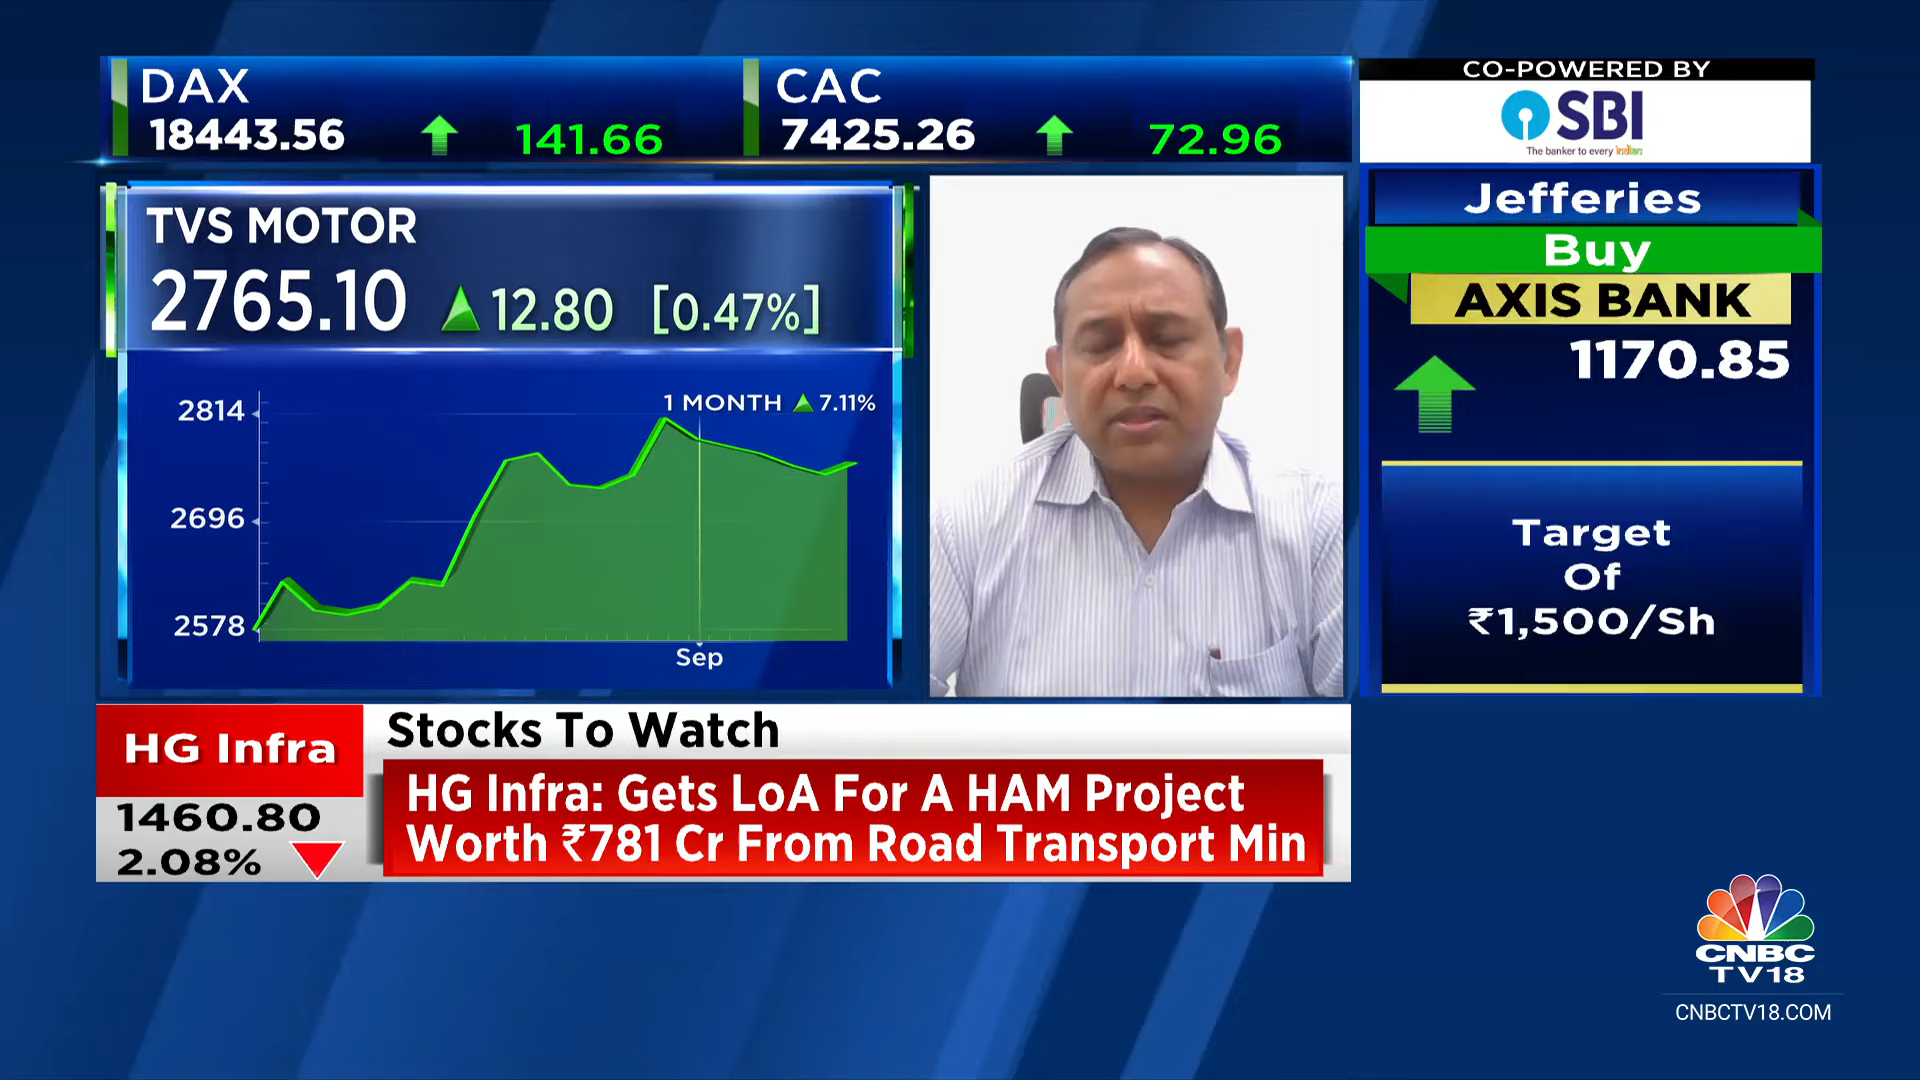 DAX
18443.56 141.66
CAC
7425.26 72.96
CO-POWERED BY
SBI
The banker to every Indian
TVS MOTOR
2765.10 12.80 [0.47%]
1 MONTH 7.11%
2814
2696
2578
Sep
Jefferies
Buy
AXIS BANK
1170.85
Target
Of
₹1,500/Sh
HG Infra
1460.80
2.08%
Stocks To Watch
HG Infra: Gets LoA For A HAM Project
Worth ₹781 Cr From Road Transport Min
CNBC
TV18
CNBCTV18.COM